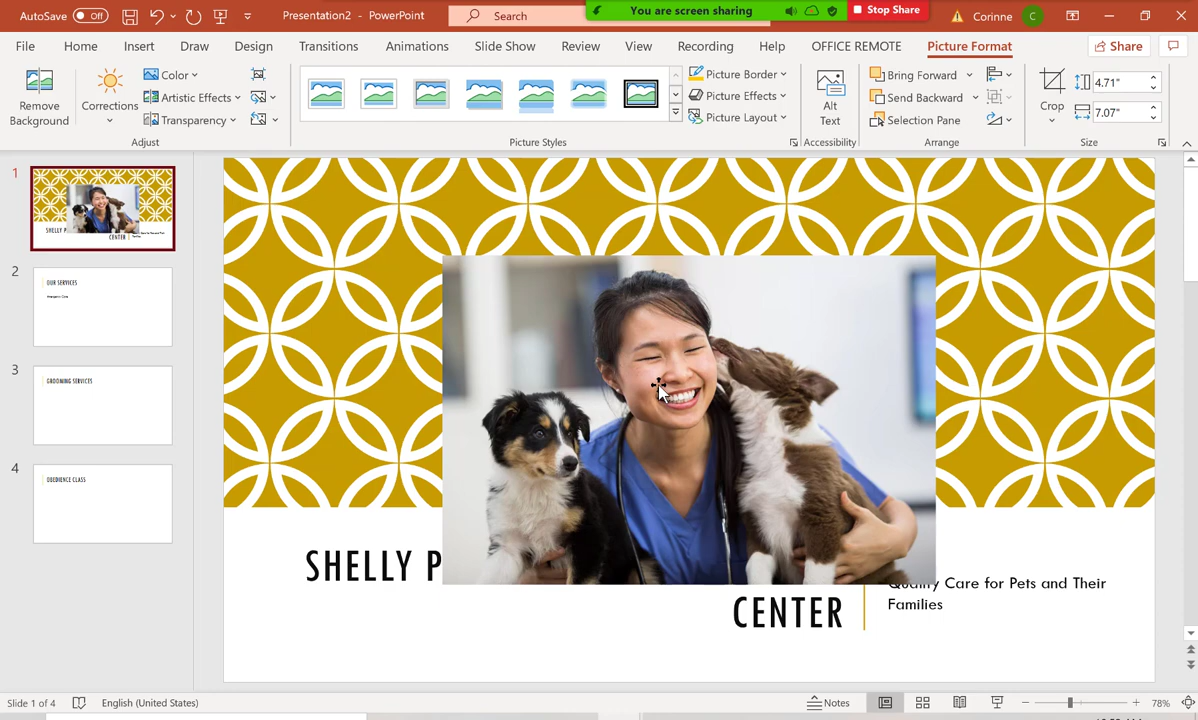 AutoSave Off Presentation2 - PowerPoint Search You are screen sharing Stop Share Corinne C
File Home Insert Draw Design Transitions Animations Slide Show Review View Recording Help OFFICE REMOTE Picture Format Share
Remove Background
Corrections
Color
Artistic Effects
Transparency
Adjust
Picture Border
Picture Effects
Picture Layout
Picture Styles
Alt Text
Accessibility
Bring Forward
Send Backward
Selection Pane
Arrange
Crop
4.71"
7.07"
Size
1
SHELLY P
CENTER
2
OUR SERVICES
3
GROOMING SERVICES
4
OBEDIENCE CLASS
SHELLY P
CENTER
Quality Care for Pets and Their
Families
Slide 1 of 4 English (United States) Notes 78%